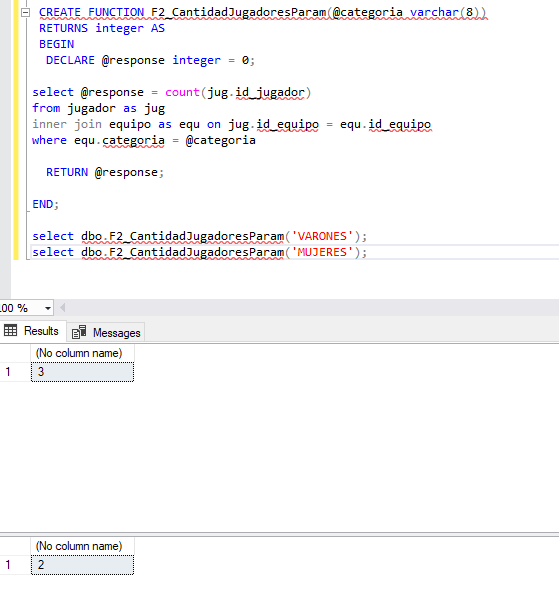 CREATE FUNCTION F2_CantidadJugadoresParam(@categoria varchar(8))
RETURNS integer AS
BEGIN
DECLARE @response integer = 0;
select @response = count(jug.id_jugador)
from jugador as jug
inner join equipo as equ on jug.id_equipo = equ.id_equipo
where equ.categoria = @categoria
RETURN @response;
END;
select dbo.F2_CantidadJugadoresParam('VARONES');
select dbo.F2_CantidadJugadoresParam('MUJERES');
.00 %
Results Messages
(No column name)
1 3
(No column name)
1 2